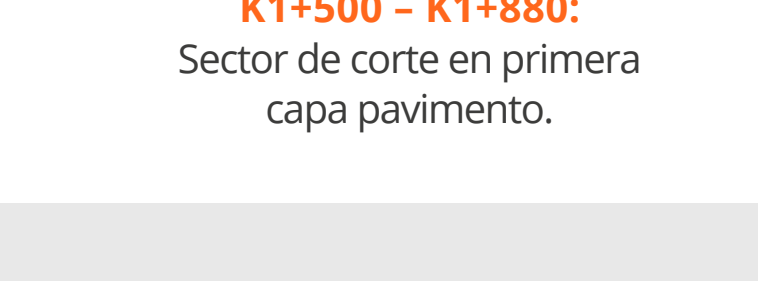 K1+500 – K1+880:
Sector de corte en primera
capa pavimento.